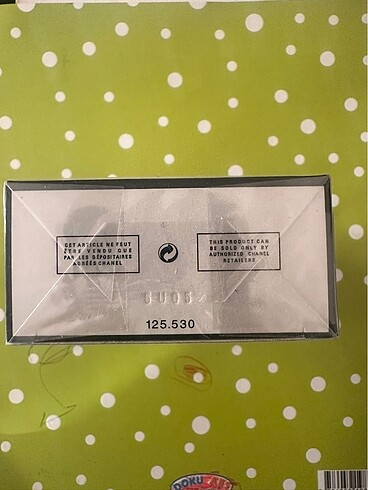 CET ARTICLE NE PEUT
ÊTRE VENDU QUE
PAR LES DÉPOSITAIRES
AGRÉÉS CHANEL
THIS PRODUCT CAN
BE SOLD ONLY BY
AUTHORIZED CHANEL
RETAILERS
125.530
DOKU